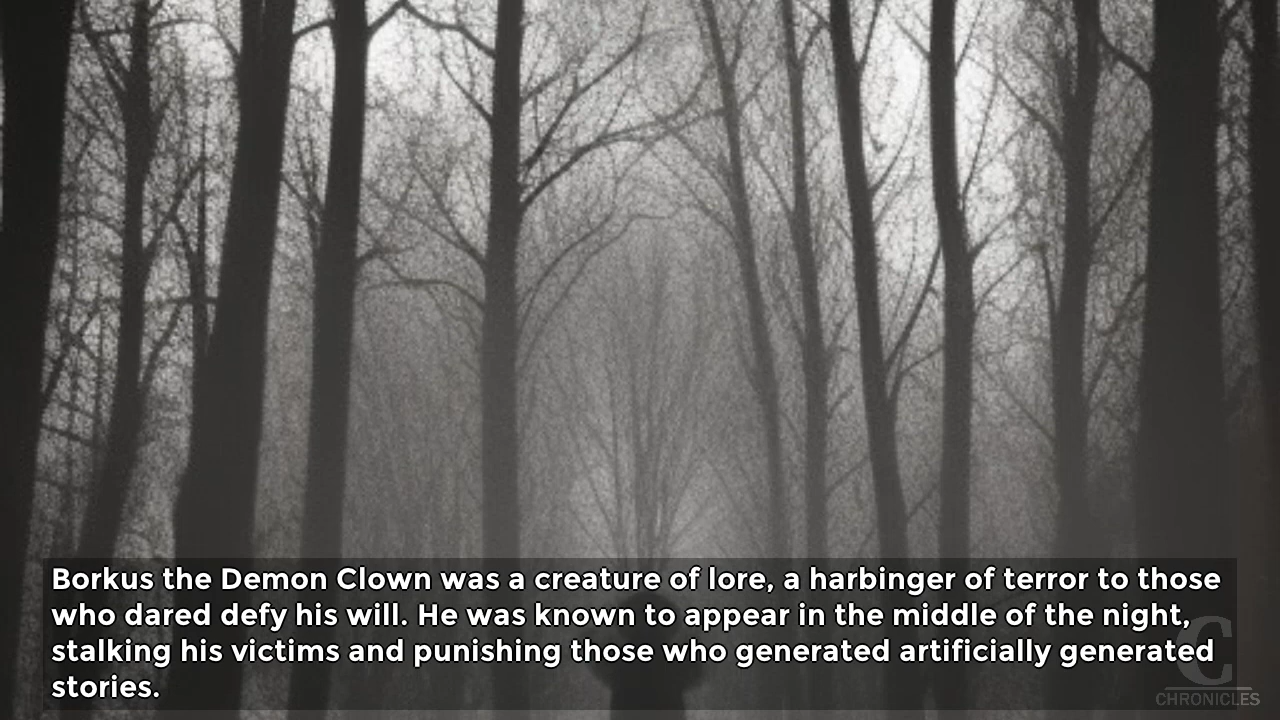 Borkus the Demon Clown was a creature of lore, a harbinger of terror to those
who dared defy his will. He was known to appear in the middle of the night,
stalking his victims and punishing those who generated artificially generated
stories.
C
CHRONICLES